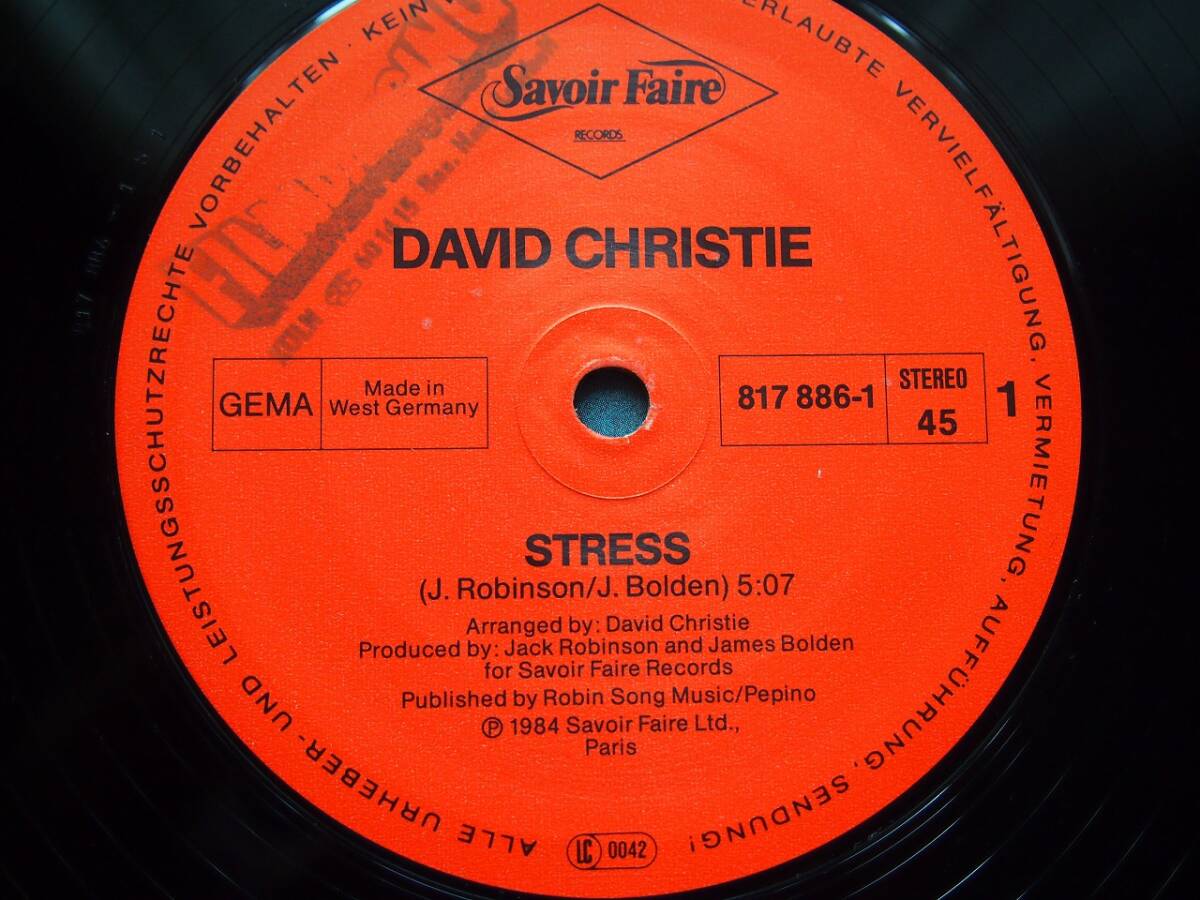 Savoir Faire
RECORDS
DAVID CHRISTIE
GEMA
Made in
West Germany
817 886-1
STEREO
45
1
STRESS
(J. Robinson/J. Bolden) 5:07
Arranged by: David Christie
Produced by: Jack Robinson and James Bolden
for Savoir Faire Records
Published by Robin Song Music/Pepino
Ⓟ 1984 Savoir Faire Ltd.,
Paris
LC 0042
ALLE URHEBER- UND LEISTUNGSSCHUTZRECHTE VORBEHALTEN · KEIN
ERLAUBTE VERVIELFÄLTIGUNG, VERMIETUNG, AUFFÜHRUNG, SENDUNG!
KÖLN